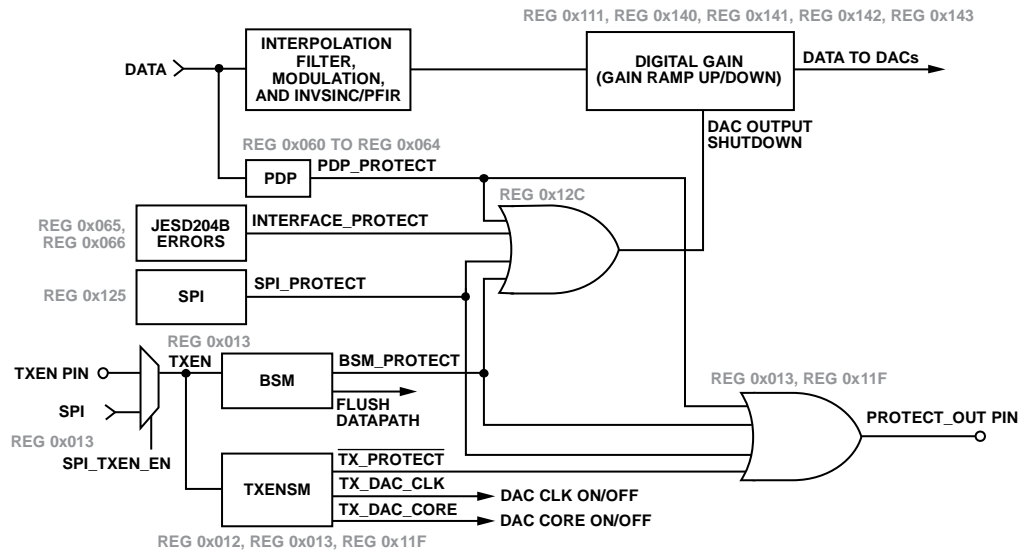 REG 0x111, REG 0x140, REG 0x141, REG 0x142, REG 0x143
DATA
INTERPOLATION
FILTER,
MODULATION,
AND INVSINC/PFIR
DIGITAL GAIN
(GAIN RAMP UP/DOWN)
DATA TO DACs
DAC OUTPUT
SHUTDOWN
REG 0x060 TO REG 0x064
PDP
PDP_PROTECT
REG 0x12C
REG 0x065,
REG 0x066
JESD204B
ERRORS
INTERFACE_PROTECT
REG 0x125
SPI
SPI_PROTECT
REG 0x013
TXEN PIN
TXEN
BSM
BSM_PROTECT
FLUSH
DATAPATH
SPI
REG 0x013
SPI_TXEN_EN
REG 0x013, REG 0x11F
PROTECT_OUT PIN
TXENSM
TX_PROTECT
TX_DAC_CLK
DAC CLK ON/OFF
TX_DAC_CORE
DAC CORE ON/OFF
REG 0x012, REG 0x013, REG 0x11F